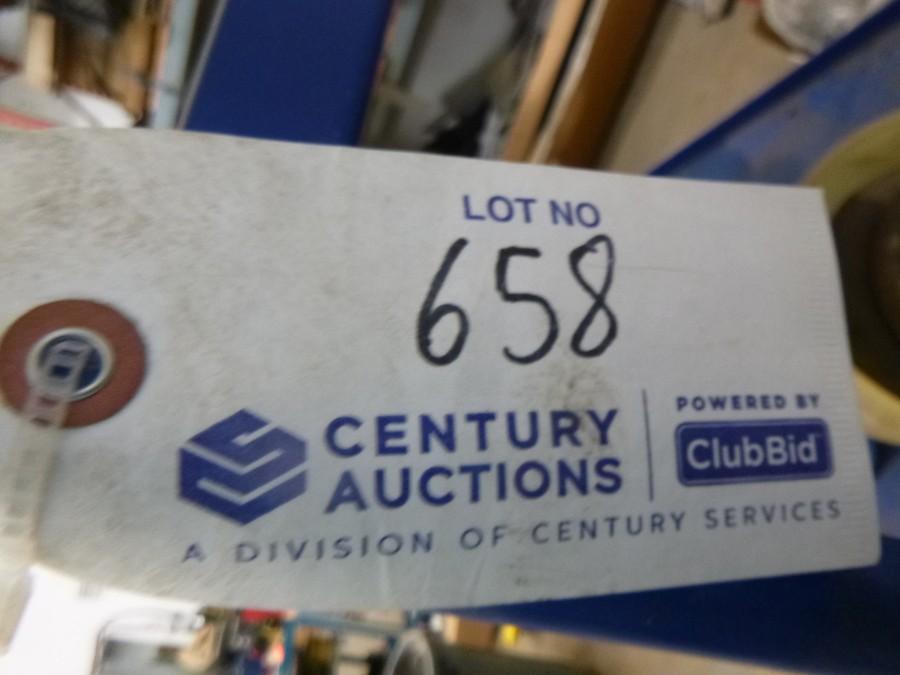 LOT NO
658
CENTURY
AUCTIONS
POWERED BY
ClubBid
A DIVISION OF CENTURY SERVICES